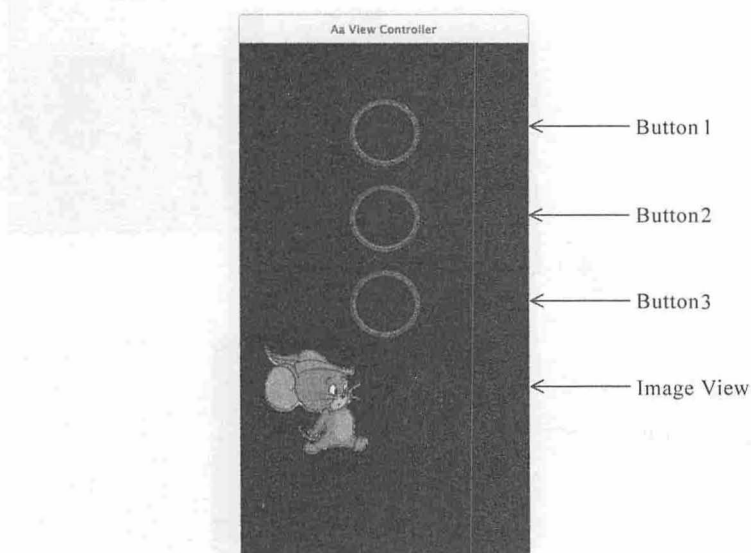 Aa View Controller
Button1
Button2
Button3
Image View